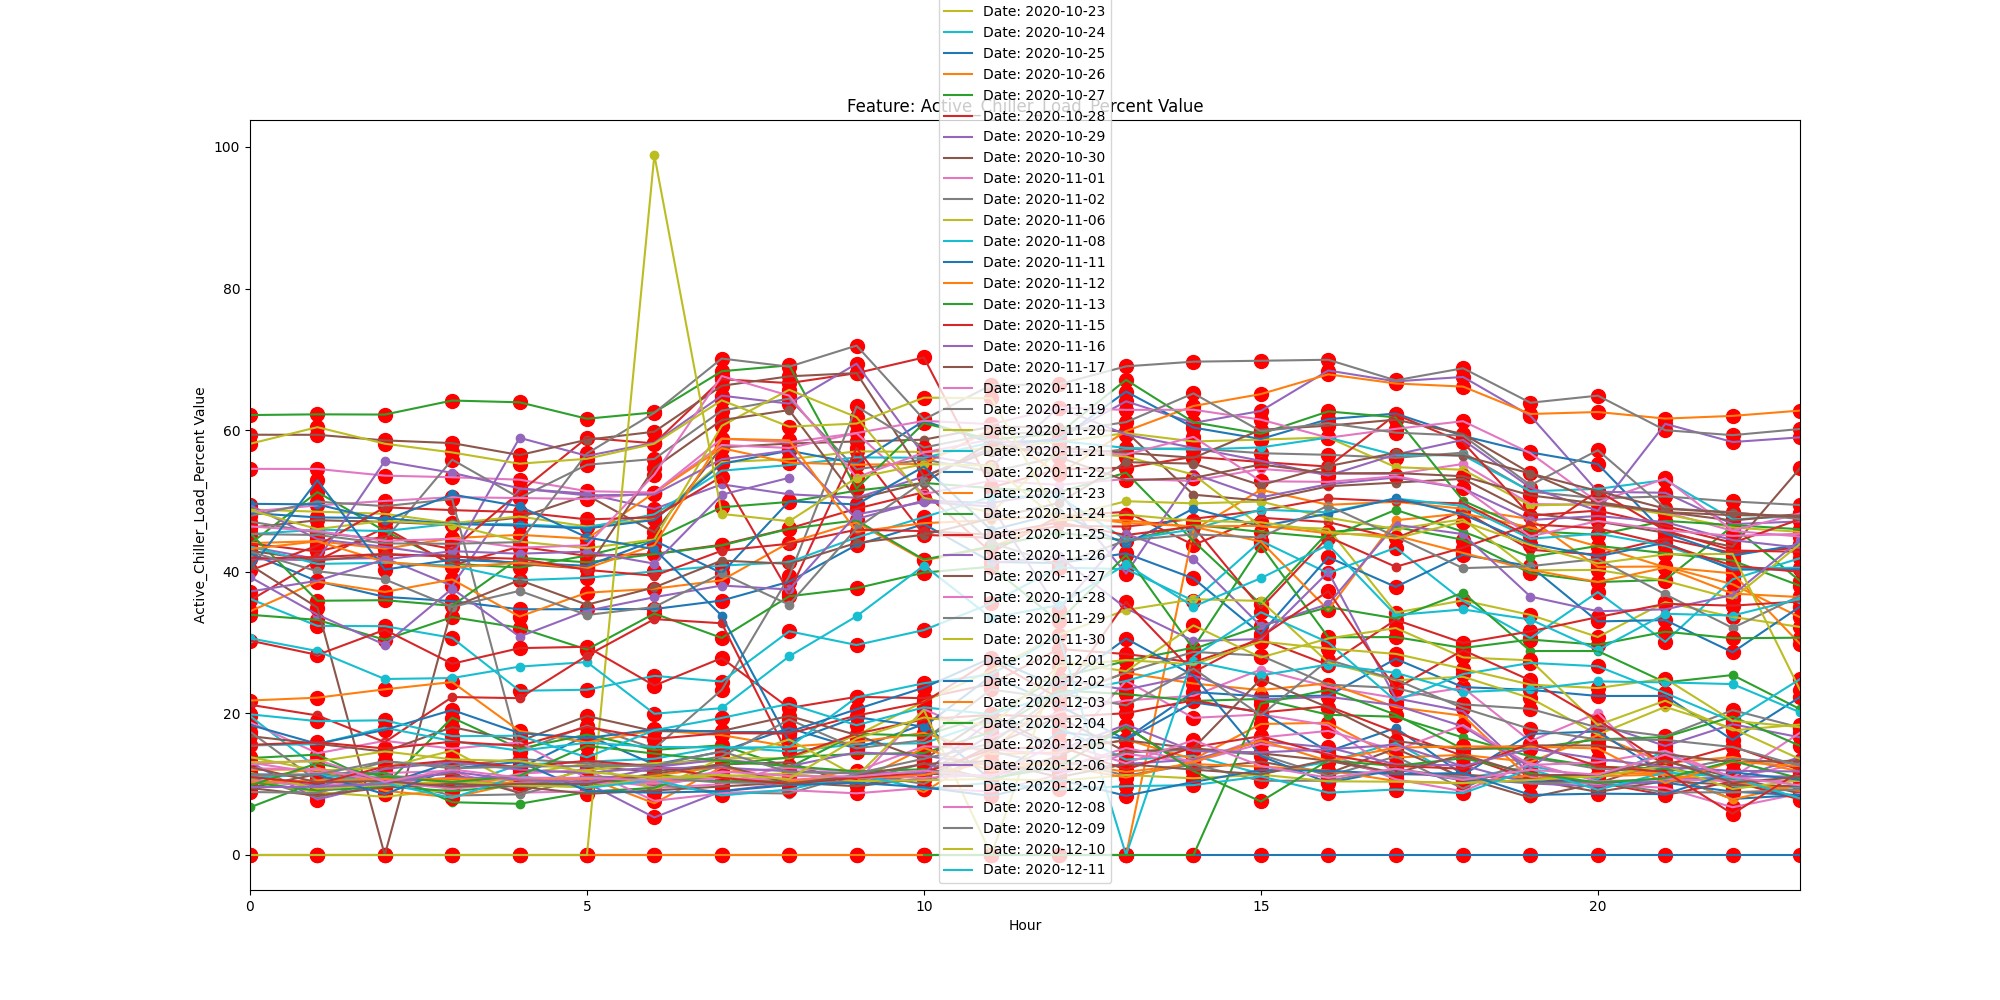 Date: 2020-10-23
Date: 2020-10-24
Date: 2020-10-25
Date: 2020-10-26
Date: 2020-10-27
Date: 2020-10-28
Date: 2020-10-29
Date: 2020-10-30
Date: 2020-11-01
Date: 2020-11-02
Date: 2020-11-06
Date: 2020-11-08
Date: 2020-11-11
Date: 2020-11-12
Date: 2020-11-13
Date: 2020-11-15
Date: 2020-11-16
Date: 2020-11-17
Date: 2020-11-18
Date: 2020-11-19
Date: 2020-11-20
Date: 2020-11-21
Date: 2020-11-22
Date: 2020-11-23
Date: 2020-11-24
Date: 2020-11-25
Date: 2020-11-26
Date: 2020-11-27
Date: 2020-11-28
Date: 2020-11-29
Date: 2020-11-30
Date: 2020-12-01
Date: 2020-12-02
Date: 2020-12-03
Date: 2020-12-04
Date: 2020-12-05
Date: 2020-12-06
Date: 2020-12-07
Date: 2020-12-08
Date: 2020-12-09
Date: 2020-12-10
Date: 2020-12-11
Feature: Active_Chiller_Load_Percent Value
Active_Chiller_Load_Percent Value
100
80
60
40
20
0
0 5 10 15 20
Hour